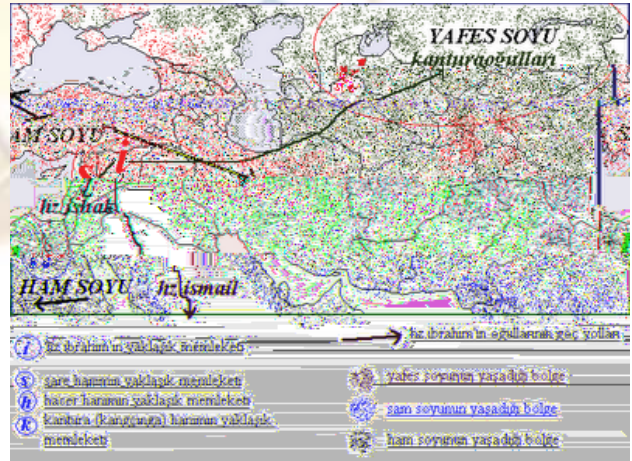 YAFES SOYU
kanturaoğulları
AM SOYU
i
hz.ishak
HAM SOYU
hz.ismail
hz.ibrahim'in oğullarının göç yolları
i hz.ibrahim'in yaklaşık memleketi
s sare hanımın yaklaşık memleketi
h hacer hanımın yaklaşık memleketi
k kantura (kangçınga) hanımın yaklaşık
memleketi
yafes soyunun yaşadığı bölge
sam soyunun yaşadığı bölge
ham soyunun yaşadığı bölge